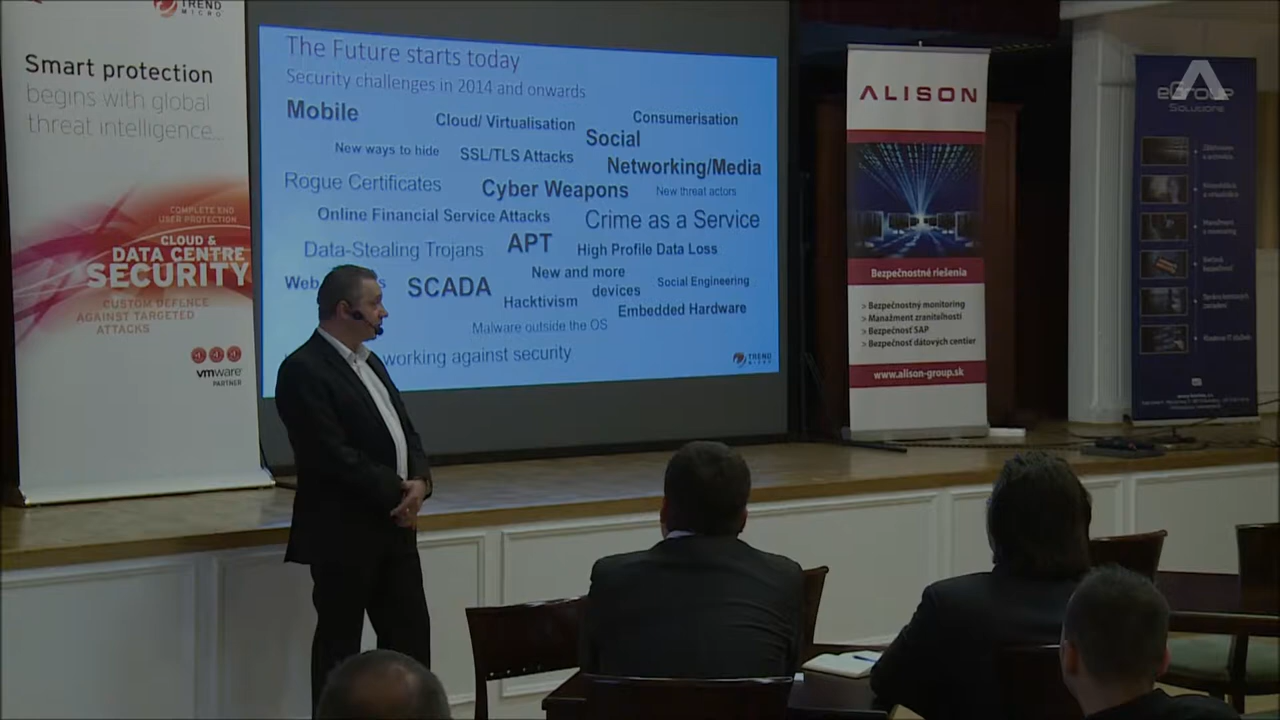 TREND
MICRO
Smart protection
begins with global
threat intelligence...
COMPLETE END
USER PROTECTION
CLOUD &
DATA CENTRE
SECURITY
CUSTOM DEFENCE
AGAINST TARGETED
ATTACKS
vmware
PARTNER
The Future starts today
Security challenges in 2014 and onwards
Mobile
Cloud/ Virtualisation
Consumerisation
Social
Networking/Media
New ways to hide
SSL/TLS Attacks
Rogue Certificates
Cyber Weapons
New threat actors
Online Financial Service Attacks
Crime as a Service
Data-Stealing Trojans
APT
High Profile Data Loss
Web
SCADA
New and more
devices
Social Engineering
Hacktivism
Embedded Hardware
Malware outside the OS
working against security
TREND
MICRO
ALISON
Bezpečnostné riešenia
> Bezpečnostný monitoring
> Manažment zraniteľností
> Bezpečnosť SAP
> Bezpečnosť dátových centier
www.alison-group.sk
eGroup
Solutions